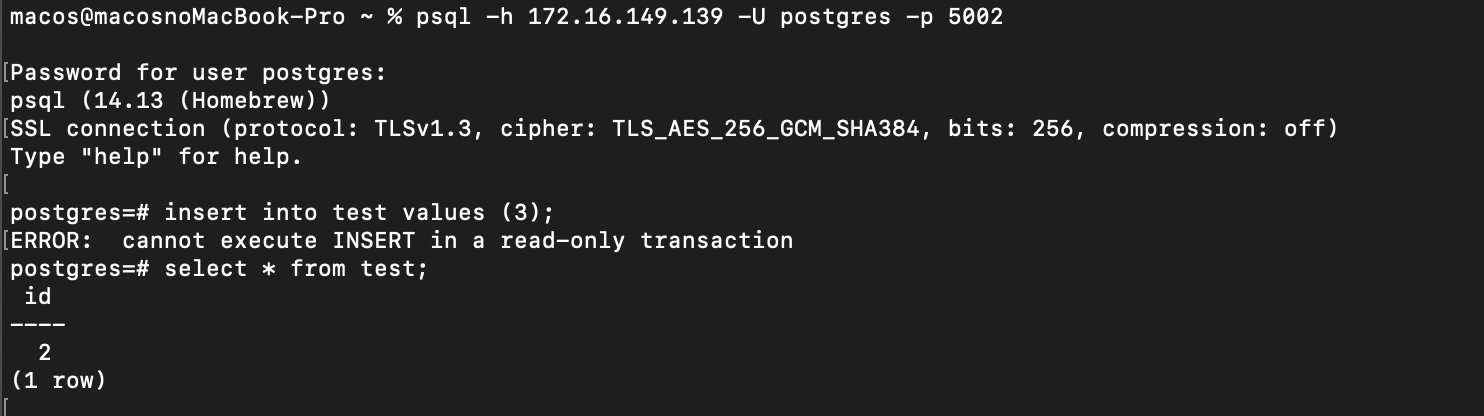 macos@macosnoMacBook-Pro ~ % psql -h 172.16.149.139 -U postgres -p 5002
[Password for user postgres:
psql (14.13 (Homebrew))
[SSL connection (protocol: TLSv1.3, cipher: TLS_AES_256_GCM_SHA384, bits: 256, compression: off)
Type "help" for help.
[
postgres=# insert into test values (3);
[ERROR:  cannot execute INSERT in a read-only transaction
postgres=# select * from test;
 id
----
  2
(1 row)
[